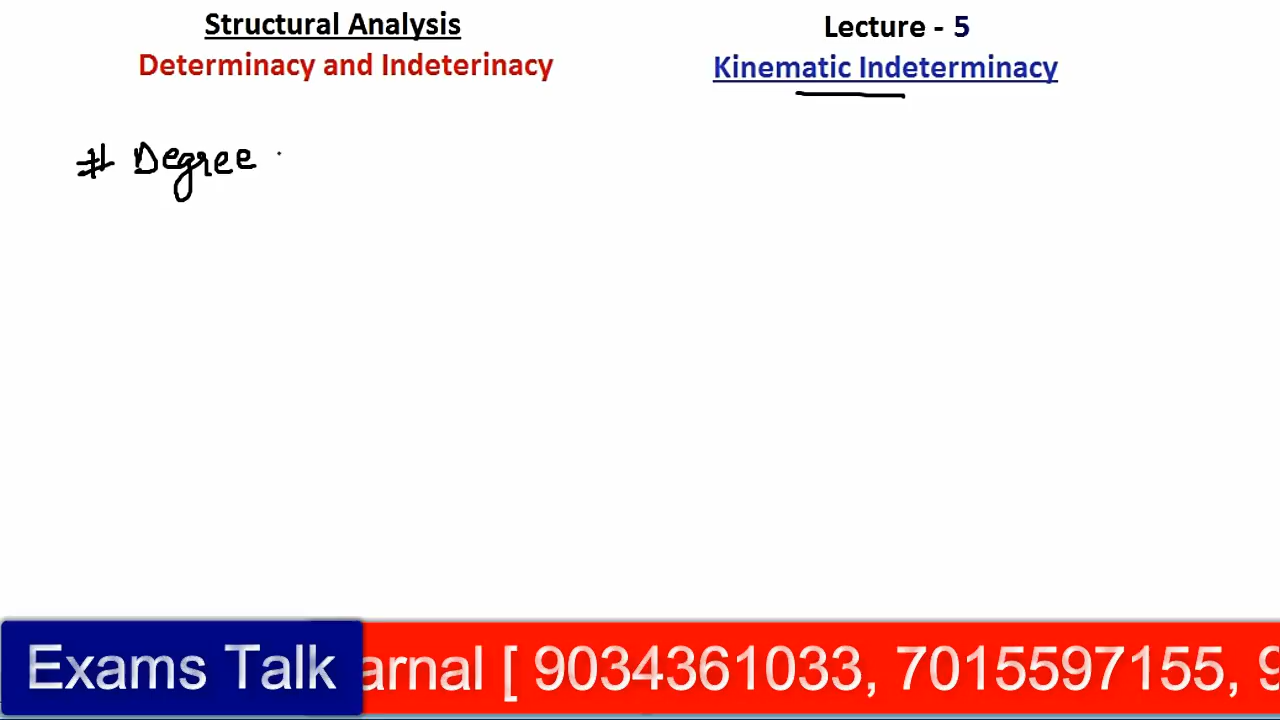 Structural Analysis
Lecture - 5
Determinacy and Indeterinacy
Kinematic Indeterminacy
# Degree
Exams Talk
arnal [ 9034361033, 7015597155, 9